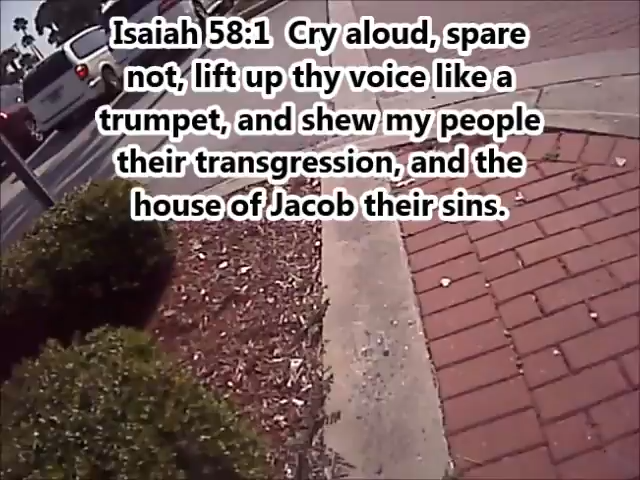 Isaiah 58:1  Cry aloud, spare
not, lift up thy voice like a
trumpet, and shew my people
their transgression, and the
house of Jacob their sins.